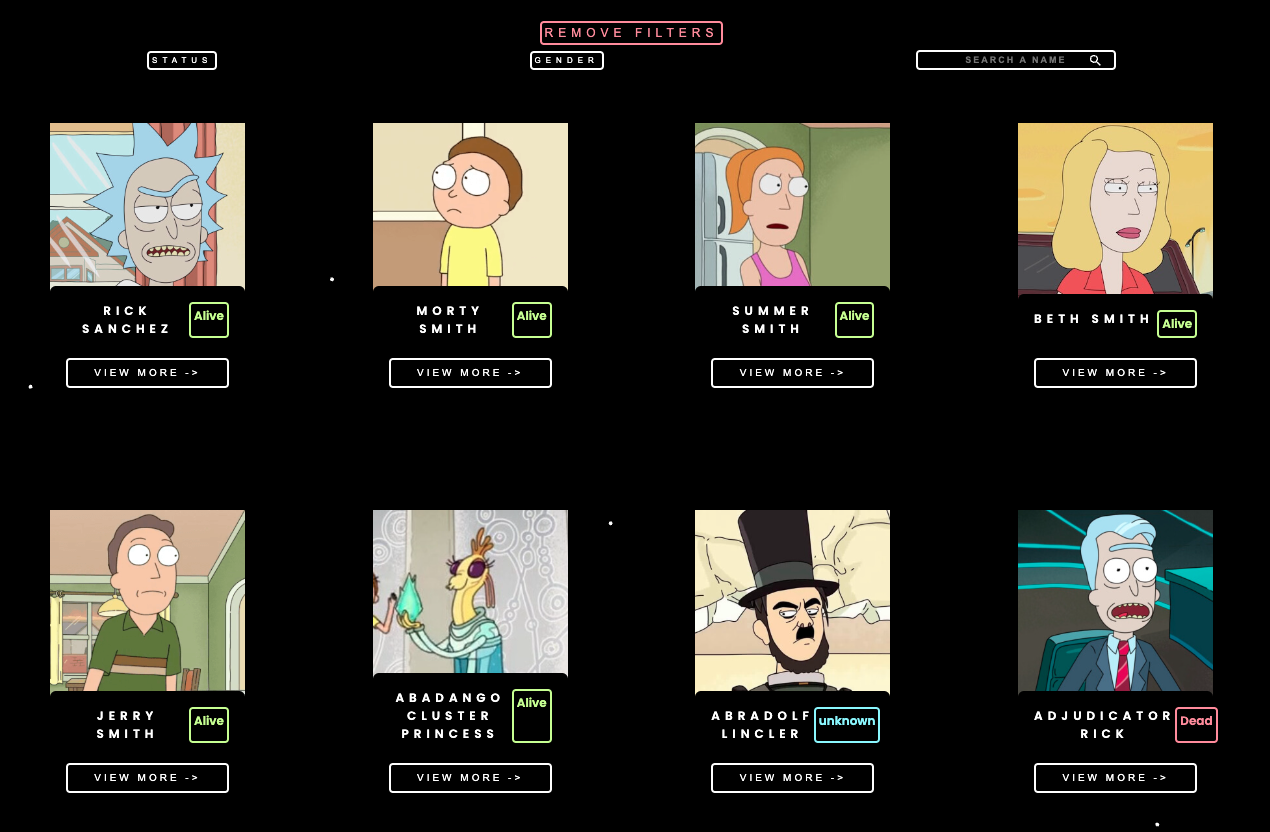 REMOVE FILTERS
STATUS
GENDER
SEARCH A NAME
RICK
SANCHEZ
Alive
MORTY
SMITH
Alive
SUMMER
SMITH
Alive
BETH SMITH
Alive
VIEW MORE ->
VIEW MORE ->
VIEW MORE ->
VIEW MORE ->
JERRY
SMITH
Alive
ABADANGO
CLUSTER
PRINCESS
Alive
ABRADOLF
LINCLER
unknown
ADJUDICATOR
RICK
Dead
VIEW MORE ->
VIEW MORE ->
VIEW MORE ->
VIEW MORE ->